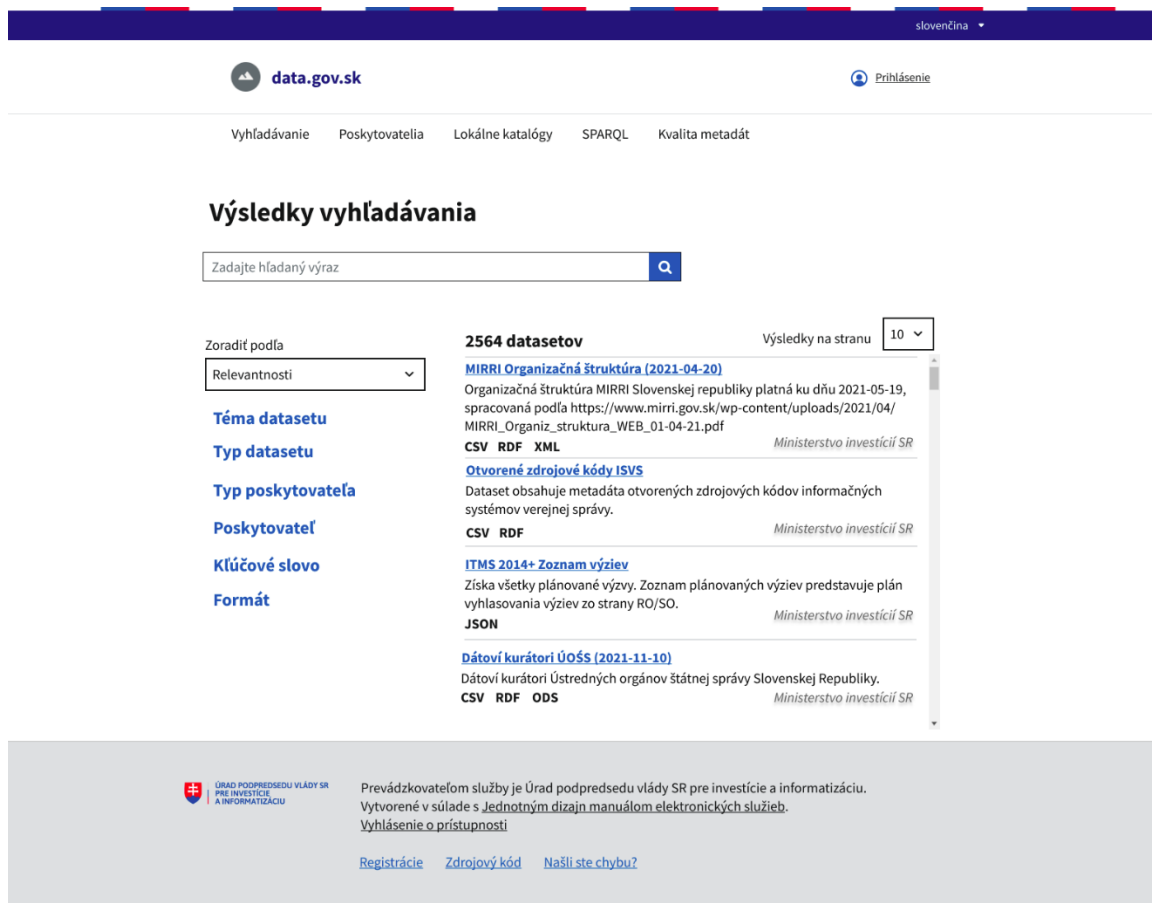 slovenčina
data.gov.sk
Prihlásenie
Vyhľadávanie Poskytovatelia Lokálne katalógy SPARQL Kvalita metadát
Výsledky vyhľadávania
Zadajte hľadaný výraz
Zoradiť podľa
Relevantnosti
Téma datasetu
Typ datasetu
Typ poskytovateľa
Poskytovateľ
Kľúčové slovo
Formát
2564 datasetov
Výsledky na stranu 10
MIRRI Organizačná štruktúra (2021-04-20)
Organizačná štruktúra MIRRI Slovenskej republiky platná ku dňu 2021-05-19,
spracovaná podľa https://www.mirri.gov.sk/wp-content/uploads/2021/04/
MIRRI_Organiz_struktura_WEB_01-04-21.pdf
CSV RDF XML
Ministerstvo investícií SR
Otvorené zdrojové kódy ISVS
Dataset obsahuje metadáta otvorených zdrojových kódov informačných
systémov verejnej správy.
CSV RDF
Ministerstvo investícií SR
ITMS 2014+ Zoznam výziev
Získa všetky plánované výzvy. Zoznam plánovaných výziev predstavuje plán
vyhlasovania výziev zo strany RO/SO.
JSON
Ministerstvo investícií SR
Dátoví kurátori ÚOŚS (2021-11-10)
Dátoví kurátori Ústredných orgánov štátnej správy Slovenskej Republiky.
CSV RDF ODS
Ministerstvo investícií SR
ÚRAD PODPREDSEDU VLÁDY SR
PRE INVESTÍCIE
A INFORMATIZÁCIU
Prevádzkovateľom služby je Úrad podpredsedu vlády SR pre investície a informatizáciu.
Vytvorené v súlade s Jednotným dizajn manuálom elektronických služieb.
Vyhlásenie o prístupnosti
Registrácie Zdrojový kód Našli ste chybu?